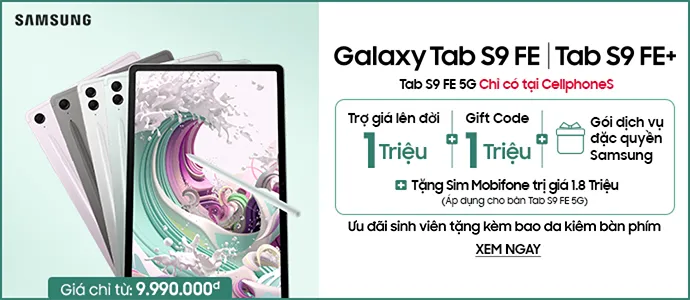 SAMSUNG
Galaxy Tab S9 FE | Tab S9 FE+
Tab S9 FE 5G Chỉ có tại CellphoneS
Trợ giá lên đời
1 Triệu
+
Gift Code
1 Triệu
+
Gói dịch vụ
đặc quyền
Samsung
+ Tặng Sim Mobifone trị giá 1.8 Triệu
(Áp dụng cho bản Tab S9 FE 5G)
Ưu đãi sinh viên tặng kèm bao da kiêm bàn phím
XEM NGAY
Giá chỉ từ: 9.990.000đ